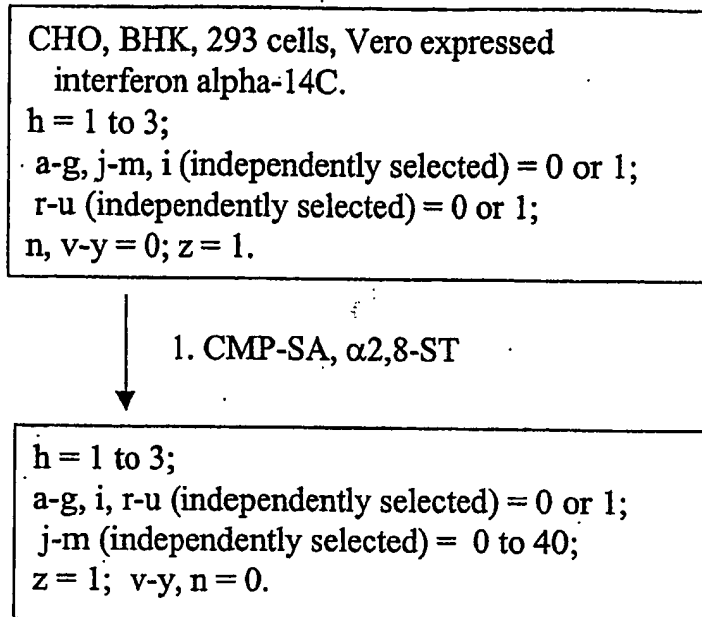 CHO, BHK, 293 cells, Vero expressed
interferon alpha-14C.
h = 1 to 3;
a-g, j-m, i (independently selected) = 0 or 1;
r-u (independently selected) = 0 or 1;
n, v-y = 0; z = 1.
1. CMP-SA, α2,8-ST
h = 1 to 3;
a-g, i, r-u (independently selected) = 0 or 1;
j-m (independently selected) = 0 to 40;
z = 1; v-y, n = 0.